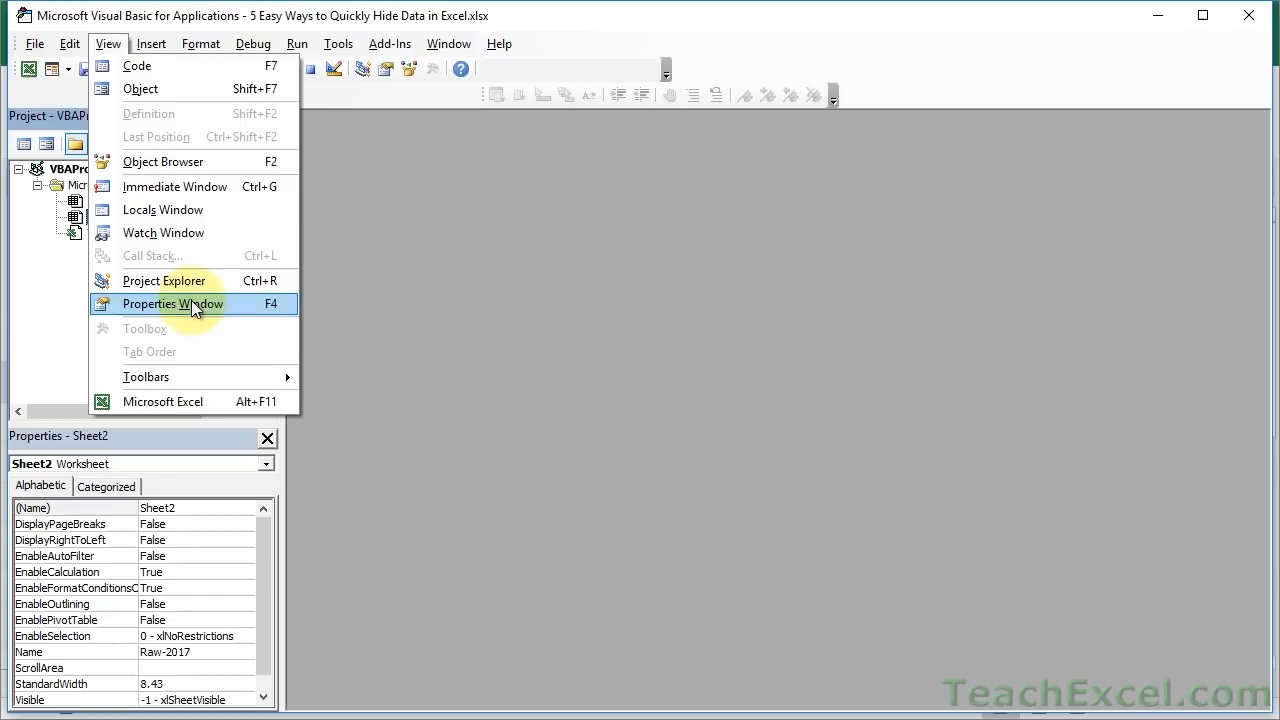 Microsoft Visual Basic for Applications - 5 Easy Ways to Quickly Hide Data in Excel.xlsx
File Edit View Insert Format Debug Run Tools Add-Ins Window Help
Code F7
Object Shift+F7
Definition Shift+F2
Last Position Ctrl+Shift+F2
Object Browser F2
Immediate Window Ctrl+G
Locals Window
Watch Window
Call Stack... Ctrl+L
Project Explorer Ctrl+R
Properties Window F4
Toolbox
Tab Order
Toolbars
Microsoft Excel Alt+F11
Project - VBAP
VBAPro
Micr
Properties - Sheet2
Sheet2 Worksheet
Alphabetic Categorized
(Name) Sheet2
DisplayPageBreaks False
DisplayRightToLeft False
EnableAutoFilter False
EnableCalculation True
EnableFormatConditionsC True
EnableOutlining False
EnablePivotTable False
EnableSelection 0 - xlNoRestrictions
Name Raw-2017
ScrollArea
StandardWidth 8.43
Visible -1 - xlSheetVisible
TeachExcel.com